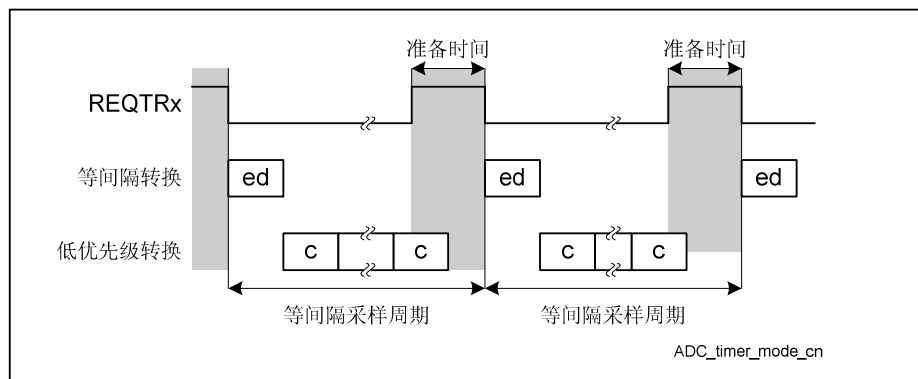 准备时间 准备时间
REQTRx
等间隔转换 ed ed ed
低优先级转换 c c c c
等间隔采样周期 等间隔采样周期
ADC_timer_mode_cn